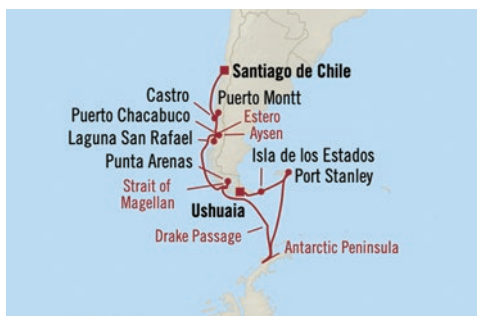 Santiago de Chile
Castro
Puerto Montt
Puerto Chacabuco
Estero
Aysen
Laguna San Rafael
Punta Arenas
Isla de los Estados
Port Stanley
Strait of
Magellan
Ushuaia
Drake Passage
Antarctic Peninsula